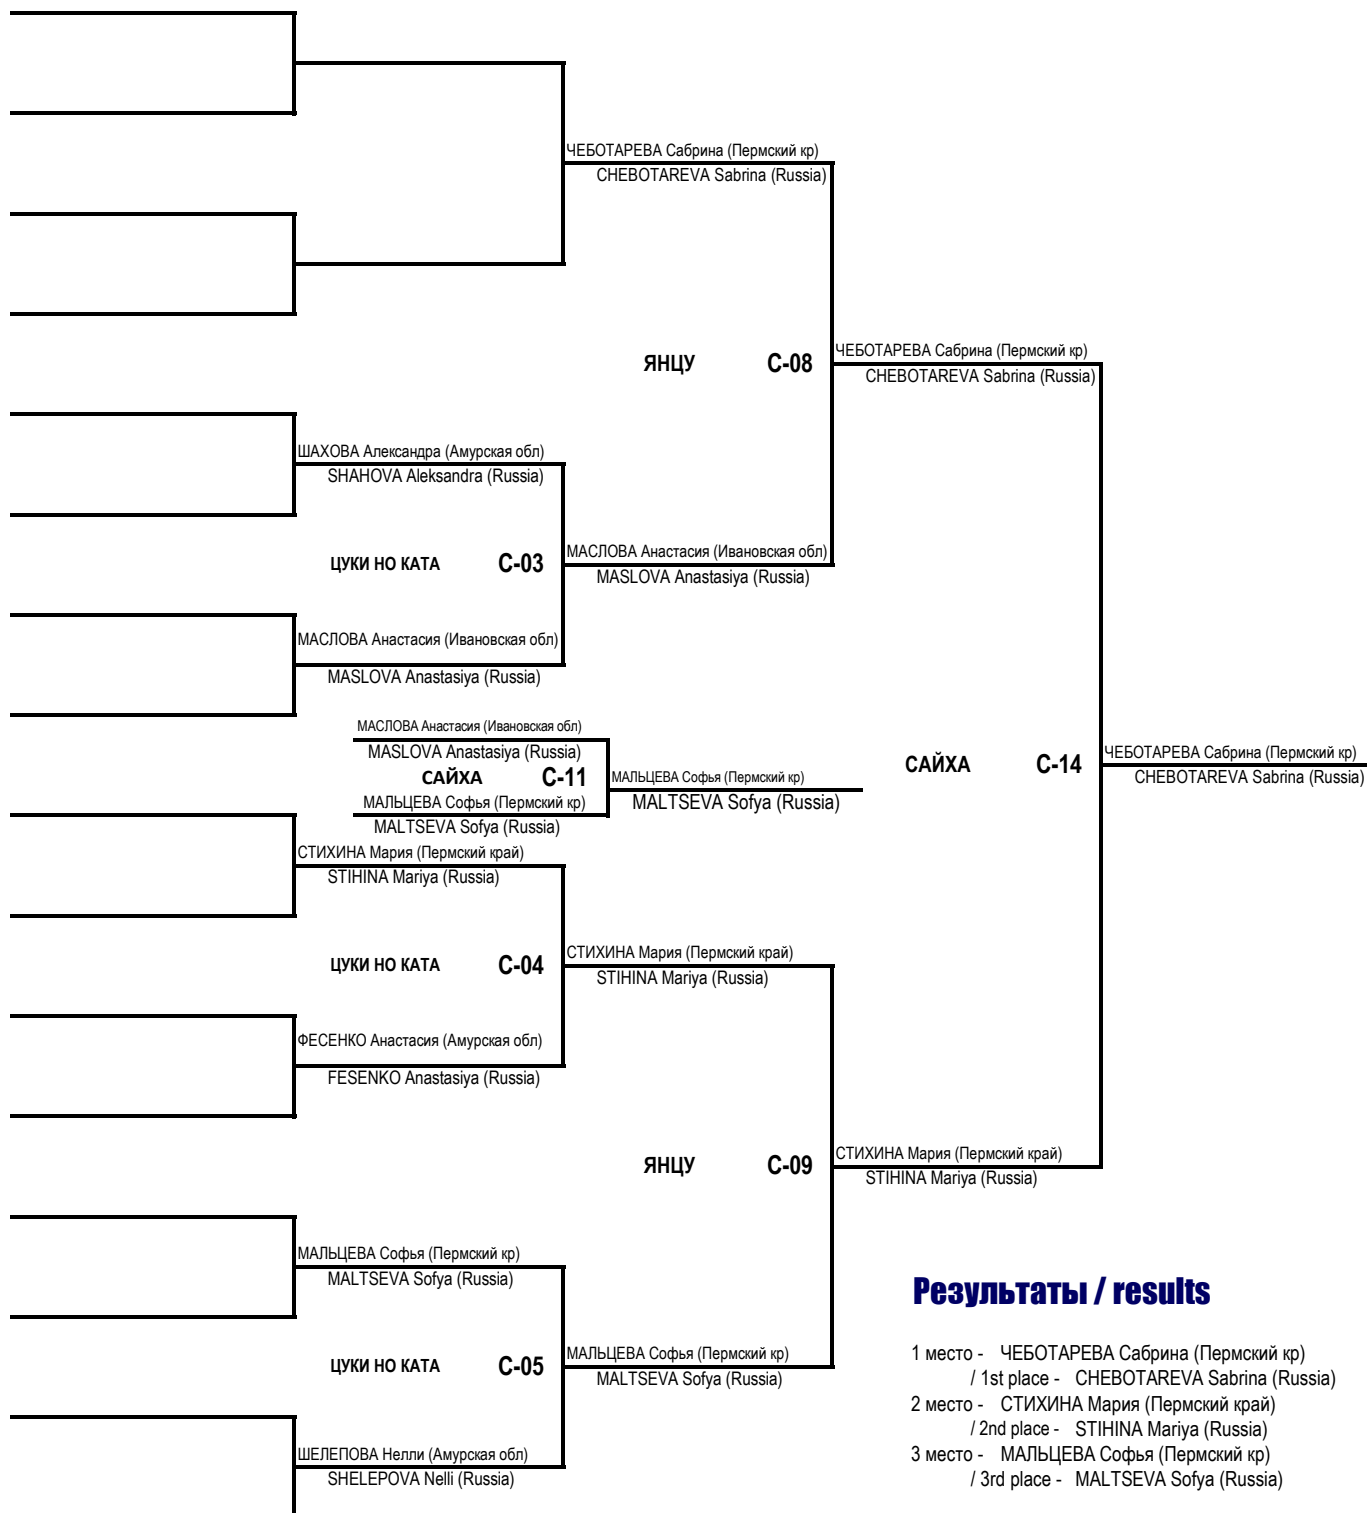 ЧЕБОТАРЕВА Сабрина (Пермский кр)
CHEBOTAREVA Sabrina (Russia)
ЯНЦУ C-08
ЧЕБОТАРЕВА Сабрина (Пермский кр)
CHEBOTAREVA Sabrina (Russia)
ШАХОВА Александра (Амурская обл)
SHAHOVA Aleksandra (Russia)
ЦУКИ НО КАТА C-03
МАСЛОВА Анастасия (Ивановская обл)
MASLOVA Anastasiya (Russia)
МАСЛОВА Анастасия (Ивановская обл)
MASLOVA Anastasiya (Russia)
МАСЛОВА Анастасия (Ивановская обл)
MASLOVA Anastasiya (Russia)
САЙХА C-11
МАЛЬЦЕВА Софья (Пермский кр)
MALTSEVA Sofya (Russia)
МАЛЬЦЕВА Софья (Пермский кр)
MALTSEVA Sofya (Russia)
САЙХА C-14
ЧЕБОТАРЕВА Сабрина (Пермский кр)
CHEBOTAREVA Sabrina (Russia)
СТИХИНА Мария (Пермский край)
STIHINA Mariya (Russia)
ЦУКИ НО КАТА C-04
СТИХИНА Мария (Пермский край)
STIHINA Mariya (Russia)
ФЕСЕНКО Анастасия (Амурская обл)
FESENKO Anastasiya (Russia)
ЯНЦУ C-09
СТИХИНА Мария (Пермский край)
STIHINA Mariya (Russia)
МАЛЬЦЕВА Софья (Пермский кр)
MALTSEVA Sofya (Russia)
ЦУКИ НО КАТА C-05
МАЛЬЦЕВА Софья (Пермский кр)
MALTSEVA Sofya (Russia)
ШЕЛЕПОВА Нелли (Амурская обл)
SHELEPOVA Nelli (Russia)
Результаты / results
1 место - ЧЕБОТАРЕВА Сабрина (Пермский кр)
/ 1st place - CHEBOTAREVA Sabrina (Russia)
2 место - СТИХИНА Мария (Пермский край)
/ 2nd place - STIHINA Mariya (Russia)
3 место - МАЛЬЦЕВА Софья (Пермский кр)
/ 3rd place - MALTSEVA Sofya (Russia)